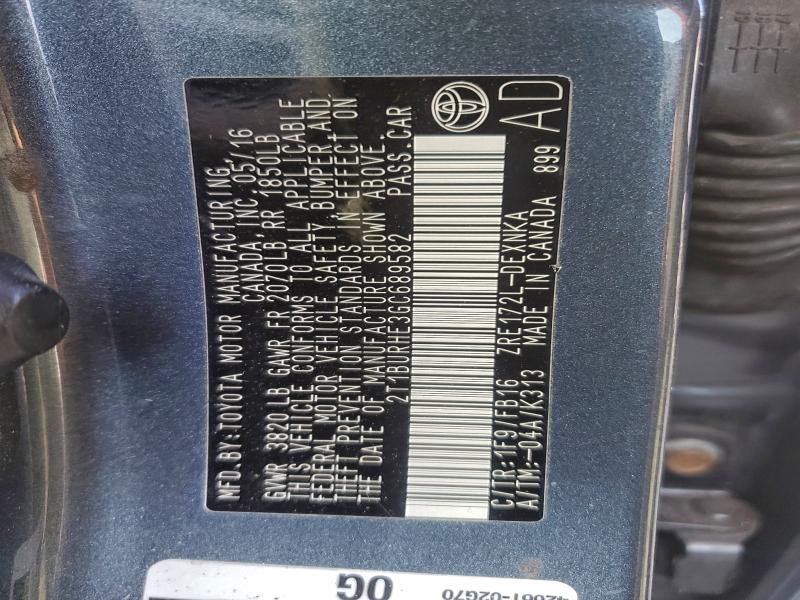 MFD. BY: TOYOTA MOTOR MANUFACTURING
CANADA, INC. 05/16
GVWR 3820LB GAWR FR 2070LB, RR 1850LB
THIS VEHICLE CONFORMS TO ALL APPLICABLE
FEDERAL MOTOR VEHICLE SAFETY, BUMPER, AND
THEFT PREVENTION STANDARDS IN EFFECT ON
THE DATE OF MANUFACTURE SHOWN ABOVE.
2T1BURHE3GC689582 PASS.CAR
C/TR:1F9/FB16 ZRE172L-DEXNKA
A/TM:-04A/K313 MADE IN CANADA 899 AD
0G
42661-02G70